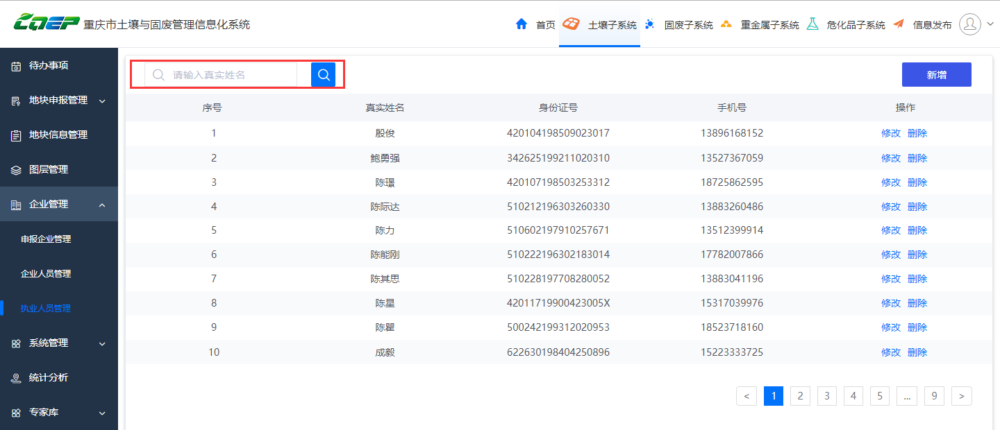 CQEP 重庆市土壤与固废管理信息化系统
首页 土壤子系统 固废子系统 重金属子系统 危化品子系统 信息发布
待办事项
地块申报管理
地块信息管理
图层管理
企业管理
申报企业管理
企业人员管理
执业人员管理
系统管理
统计分析
专家库
请输入真实姓名
新增
序号 真实姓名 身份证号 手机号 操作
1 殷俊 420104198509023017 13896168152 修改 删除
2 鲍勇强 342625199211020310 13527367059 修改 删除
3 陈璟 420107198503253312 18725862595 修改 删除
4 陈际达 510212196303260330 13883260486 修改 删除
5 陈力 510602197910257671 13512399914 修改 删除
6 陈能刚 510222196302183014 17782007866 修改 删除
7 陈其思 510228197708280052 13883041196 修改 删除
8 陈星 42011719900423005X 15317039976 修改 删除
9 陈瞿 500242199312020953 18523718160 修改 删除
10 成毅 622630198404250896 15223333725 修改 删除
< 1 2 3 4 5 ... 9 >